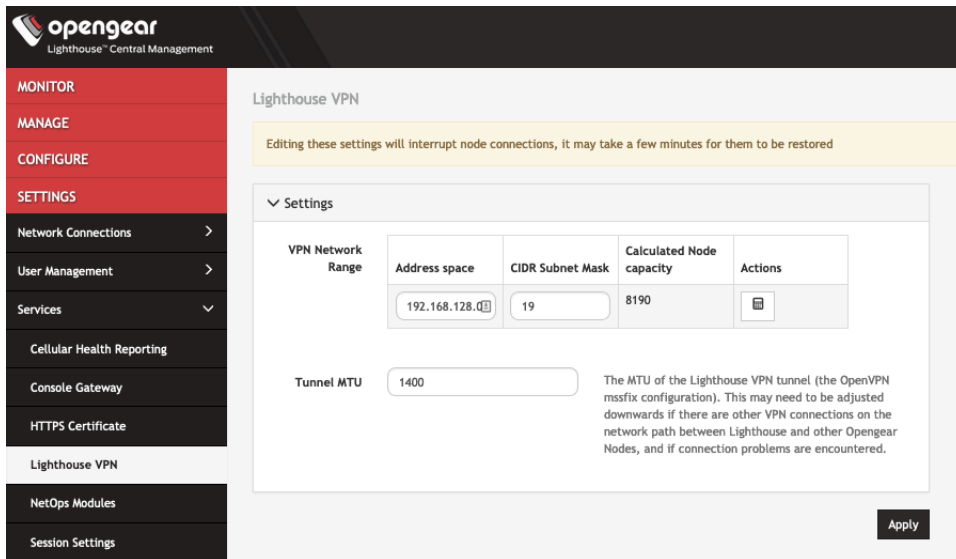 opengear
Lighthouse™ Central Management
MONITOR
MANAGE
CONFIGURE
SETTINGS
Network Connections
User Management
Services
Cellular Health Reporting
Console Gateway
HTTPS Certificate
Lighthouse VPN
NetOps Modules
Session Settings
Lighthouse VPN
Editing these settings will interrupt node connections, it may take a few minutes for them to be restored
Settings
VPN Network
Range
Address space
CIDR Subnet Mask
Calculated Node
capacity
Actions
192.168.128.0
19
8190
Tunnel MTU
1400
The MTU of the Lighthouse VPN tunnel (the OpenVPN
mssfix configuration). This may need to be adjusted
downwards if there are other VPN connections on the
network path between Lighthouse and other Opengear
Nodes, and if connection problems are encountered.
Apply